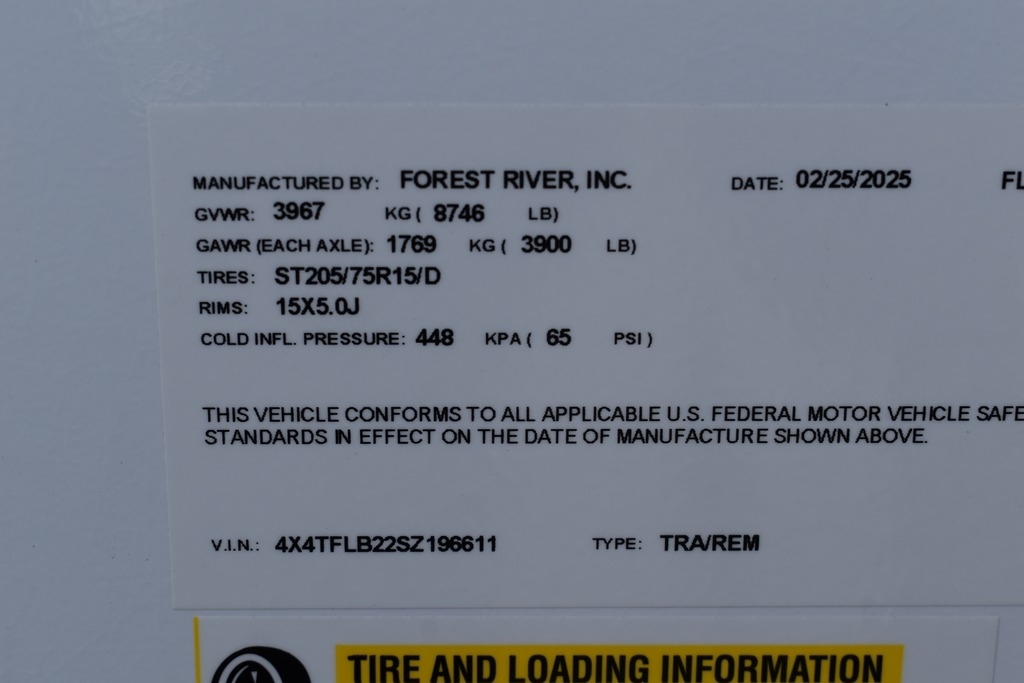 MANUFACTURED BY: FOREST RIVER, INC. DATE: 02/25/2025 FL
GVWR: 3967 KG ( 8746 LB)
GAWR (EACH AXLE): 1769 KG ( 3900 LB)
TIRES: ST205/75R15/D
RIMS: 15X5.0J
COLD INFL. PRESSURE: 448 KPA ( 65 PSI )
THIS VEHICLE CONFORMS TO ALL APPLICABLE U.S. FEDERAL MOTOR VEHICLE SAFE
STANDARDS IN EFFECT ON THE DATE OF MANUFACTURE SHOWN ABOVE.
V.I.N.: 4X4TFLB22SZ196611 TYPE: TRA/REM
TIRE AND LOADING INFORMATION